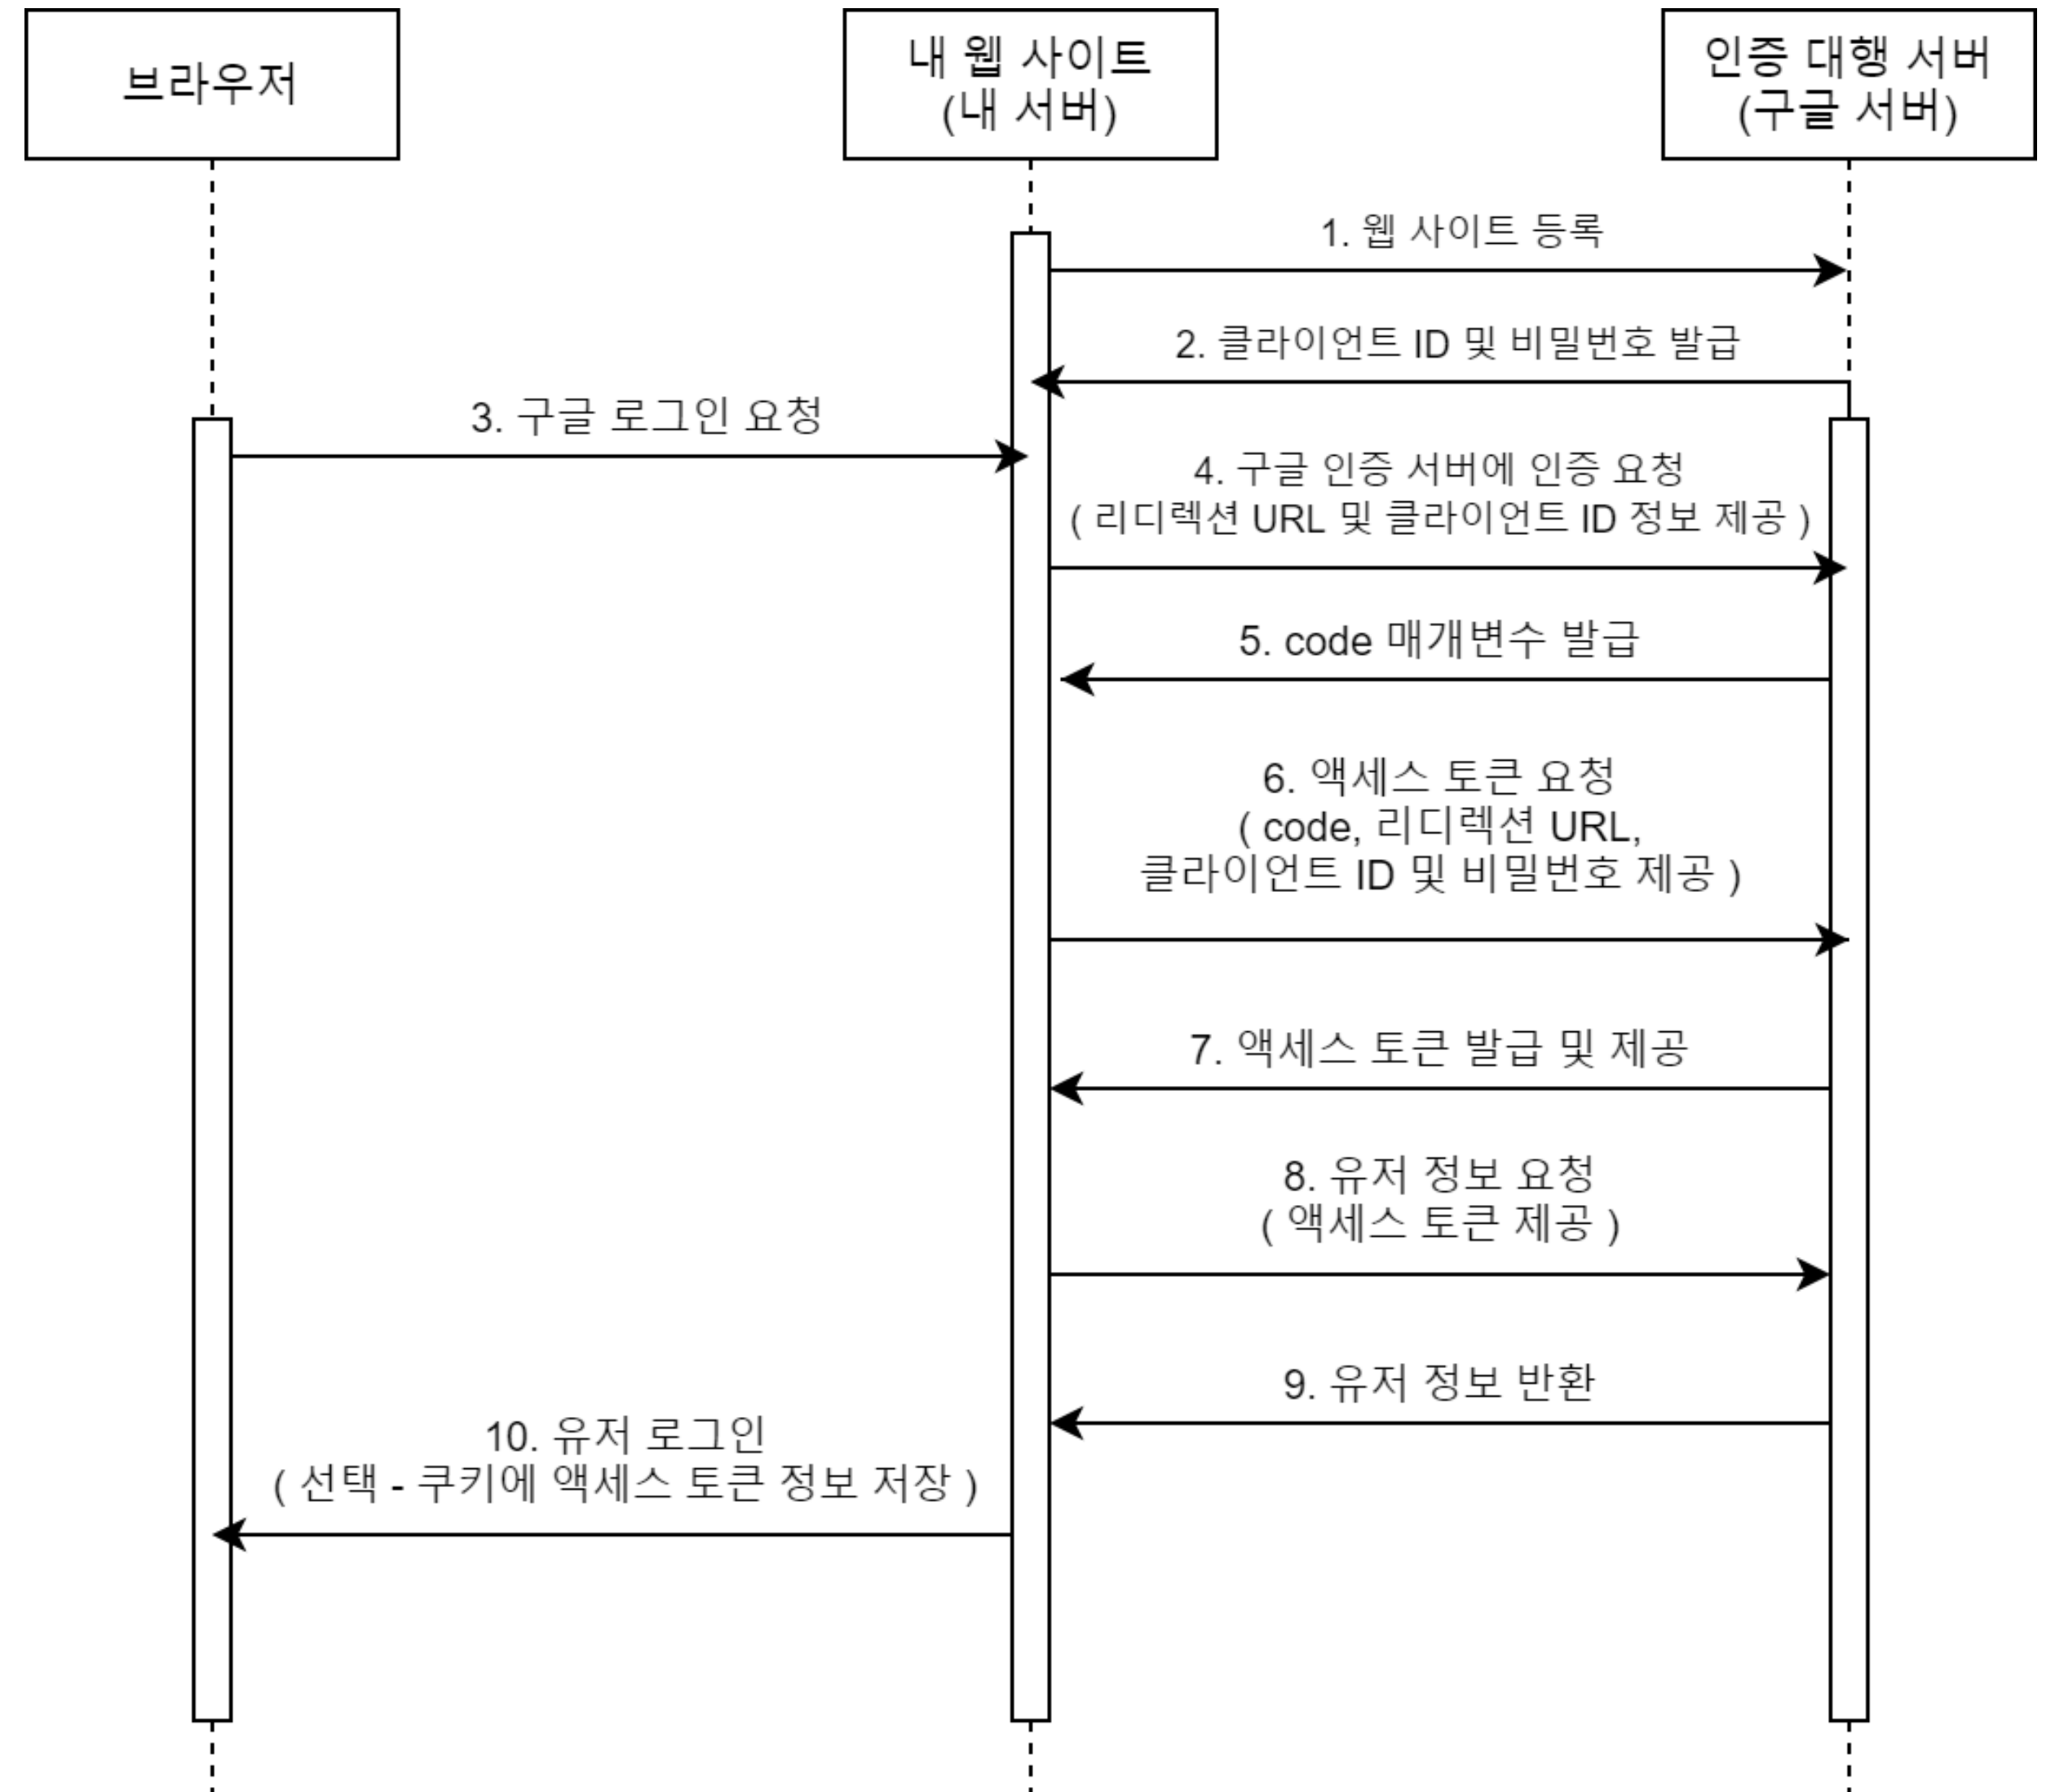 브라우저
내 웹 사이트
(내 서버)
인증 대행 서버
(구글 서버)
1. 웹 사이트 등록
2. 클라이언트 ID 및 비밀번호 발급
3. 구글 로그인 요청
4. 구글 인증 서버에 인증 요청
( 리디렉션 URL 및 클라이언트 ID 정보 제공 )
5. code 매개변수 발급
6. 액세스 토큰 요청
( code, 리디렉션 URL,
클라이언트 ID 및 비밀번호 제공 )
7. 액세스 토큰 발급 및 제공
8. 유저 정보 요청
( 액세스 토큰 제공 )
9. 유저 정보 반환
10. 유저 로그인
( 선택 - 쿠키에 액세스 토큰 정보 저장 )